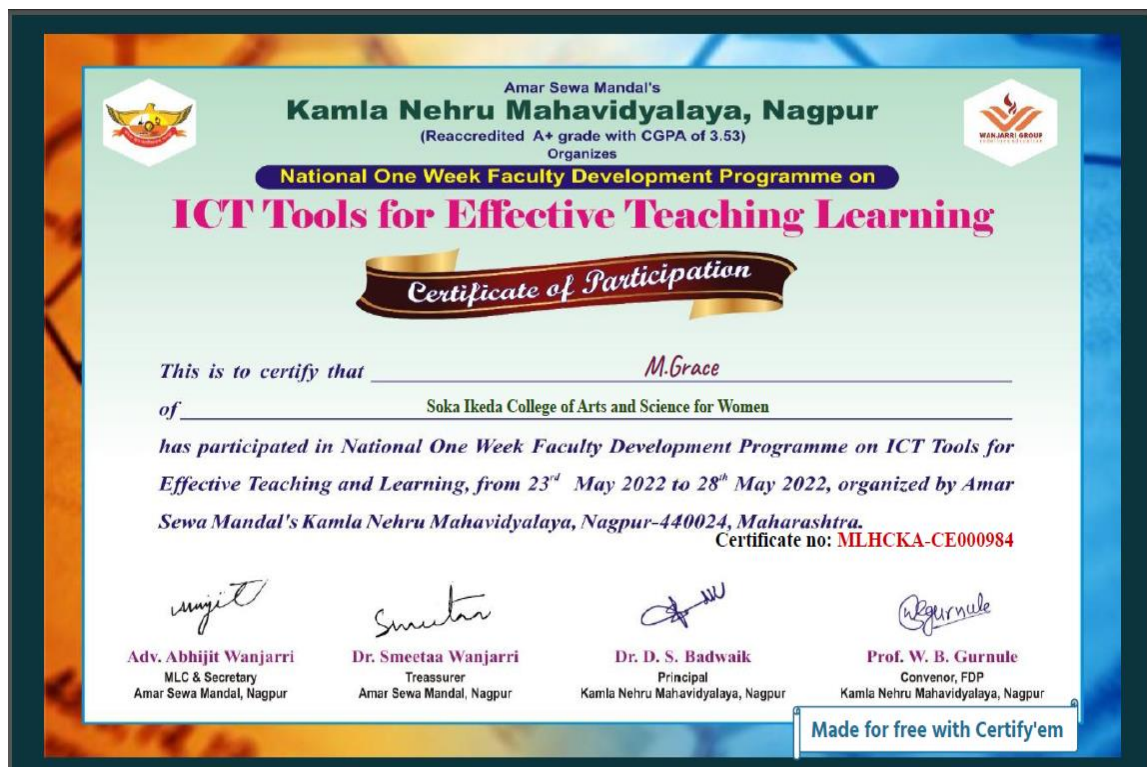 Amar Sewa Mandal's
Kamla Nehru Mahavidyalaya, Nagpur
(Reaccredited A+ grade with CGPA of 3.53)
Organizes
National One Week Faculty Development Programme on
ICT Tools for Effective Teaching Learning
Certificate of Participation
WANJARRI GROUP
This is to certify that M.Grace
of Soka Ikeda College of Arts and Science for Women
has participated in National One Week Faculty Development Programme on ICT Tools for
Effective Teaching and Learning, from 23rd May 2022 to 28th May 2022, organized by Amar
Sewa Mandal's Kamla Nehru Mahavidyalaya, Nagpur-440024, Maharashtra.
Certificate no: MLHCKA-CE000984
Adv. Abhijit Wanjarri
MLC & Secretary
Amar Sewa Mandal, Nagpur
Dr. Smeetaa Wanjarri
Treassurer
Amar Sewa Mandal, Nagpur
Dr. D. S. Badwaik
Principal
Kamla Nehru Mahavidyalaya, Nagpur
Prof. W. B. Gurnule
Convenor, FDP
Kamla Nehru Mahavidyalaya, Nagpur
Made for free with Certify'em